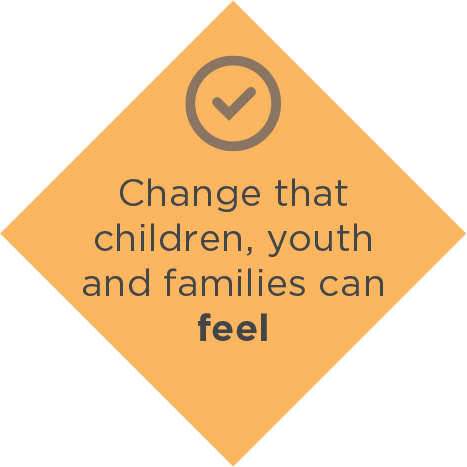 Change that
children, youth
and families can
feel